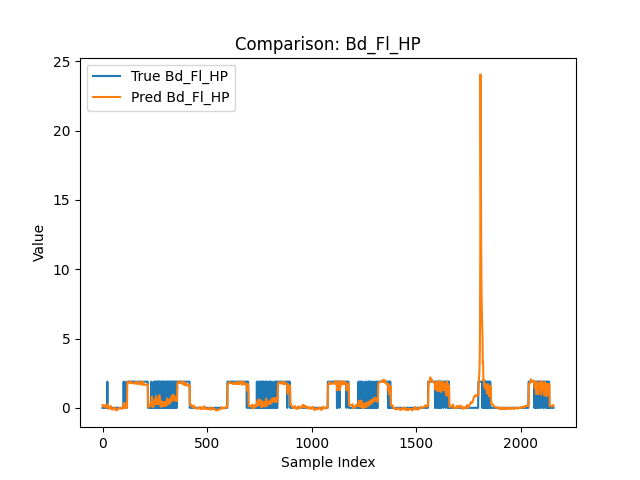 Comparison: Bd_Fl_HP
True Bd_Fl_HP
Pred Bd_Fl_HP
25
20
15
10
5
0
Value
0 500 1000 1500 2000
Sample Index